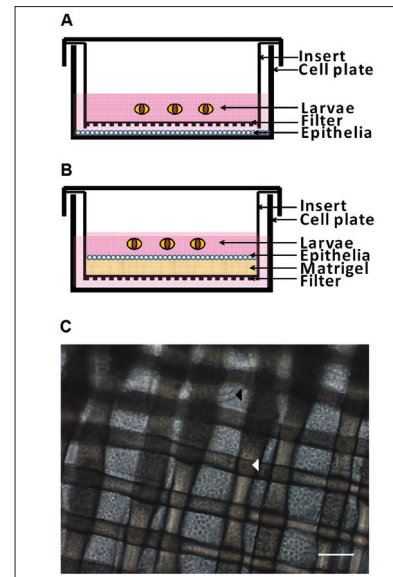 A
Insert
Cell plate
Larvae
Filter
Epithelia
B
Insert
Cell plate
Larvae
Epithelia
Matrigel
Filter
C